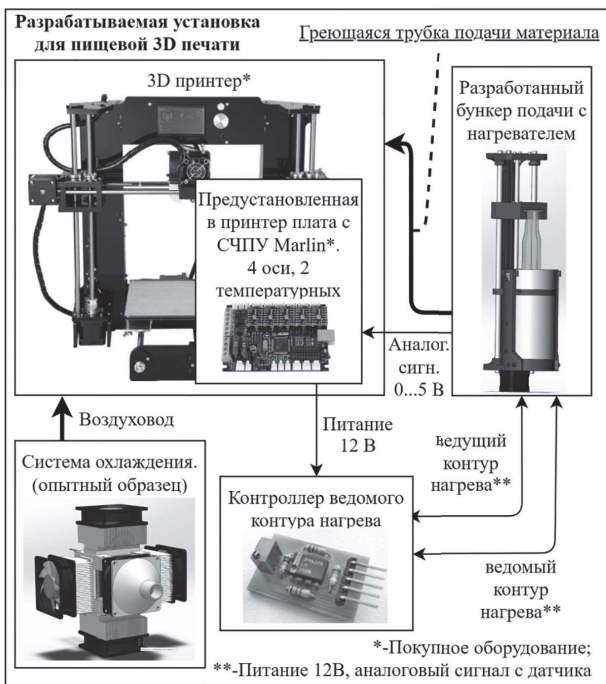 Разрабатываемая установка
для пищевой 3D печати
Греющаяся трубка подачи материала
3D принтер*
Разработанный
бункер подачи с
нагревателем
Предустановленная
в принтер плата с
СЧПУ Marlin*.
4 оси, 2
температурных
Аналог.
сигн.
0...5 В
Воздуховод
Питание
12 В
Система охлаждения.
(опытный образец)
Контроллер ведомого
контура нагрева
ведущий
контур
нагрева**
ведомый
контур
нагрева**
*-Покупное оборудование;
**-Питание 12В, аналоговый сигнал с датчика